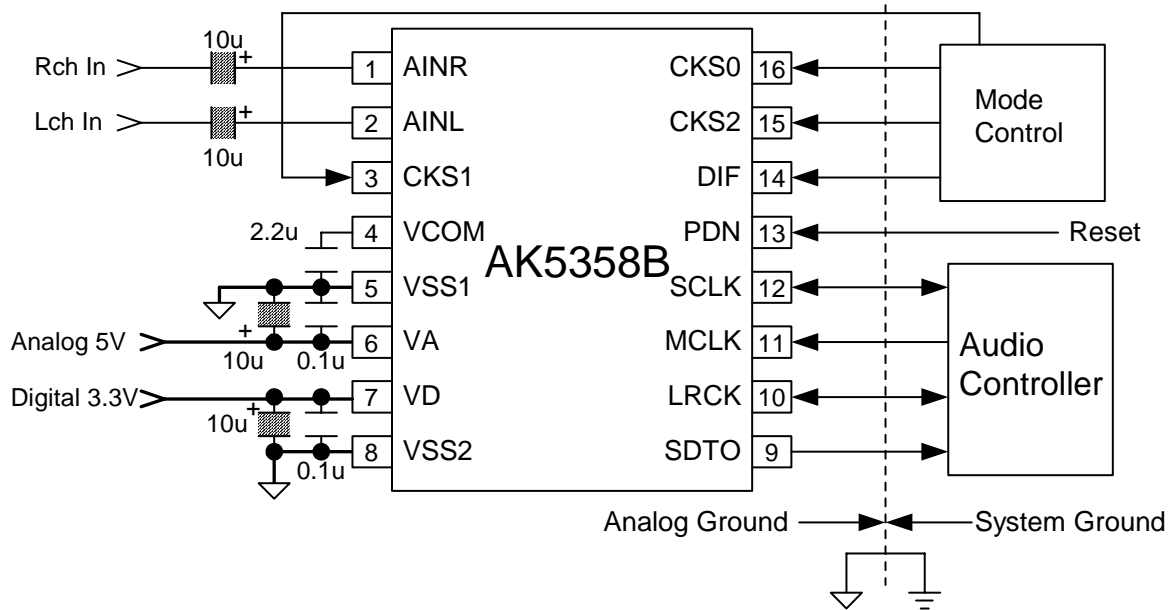 10u
+
Rch In
1
AINR
CKS0
16
Mode
Control
+
Lch In
2
AINL
CKS2
15
10u
3
CKS1
DIF
14
2.2u
4
VCOM
PDN
13
Reset
AK5358B
5
VSS1
SCLK
12
+
Analog 5V
10u
0.1u
6
VA
MCLK
11
Audio
Controller
Digital 3.3V
10u
+
7
VD
LRCK
10
0.1u
8
VSS2
SDTO
9
Analog Ground
System Ground